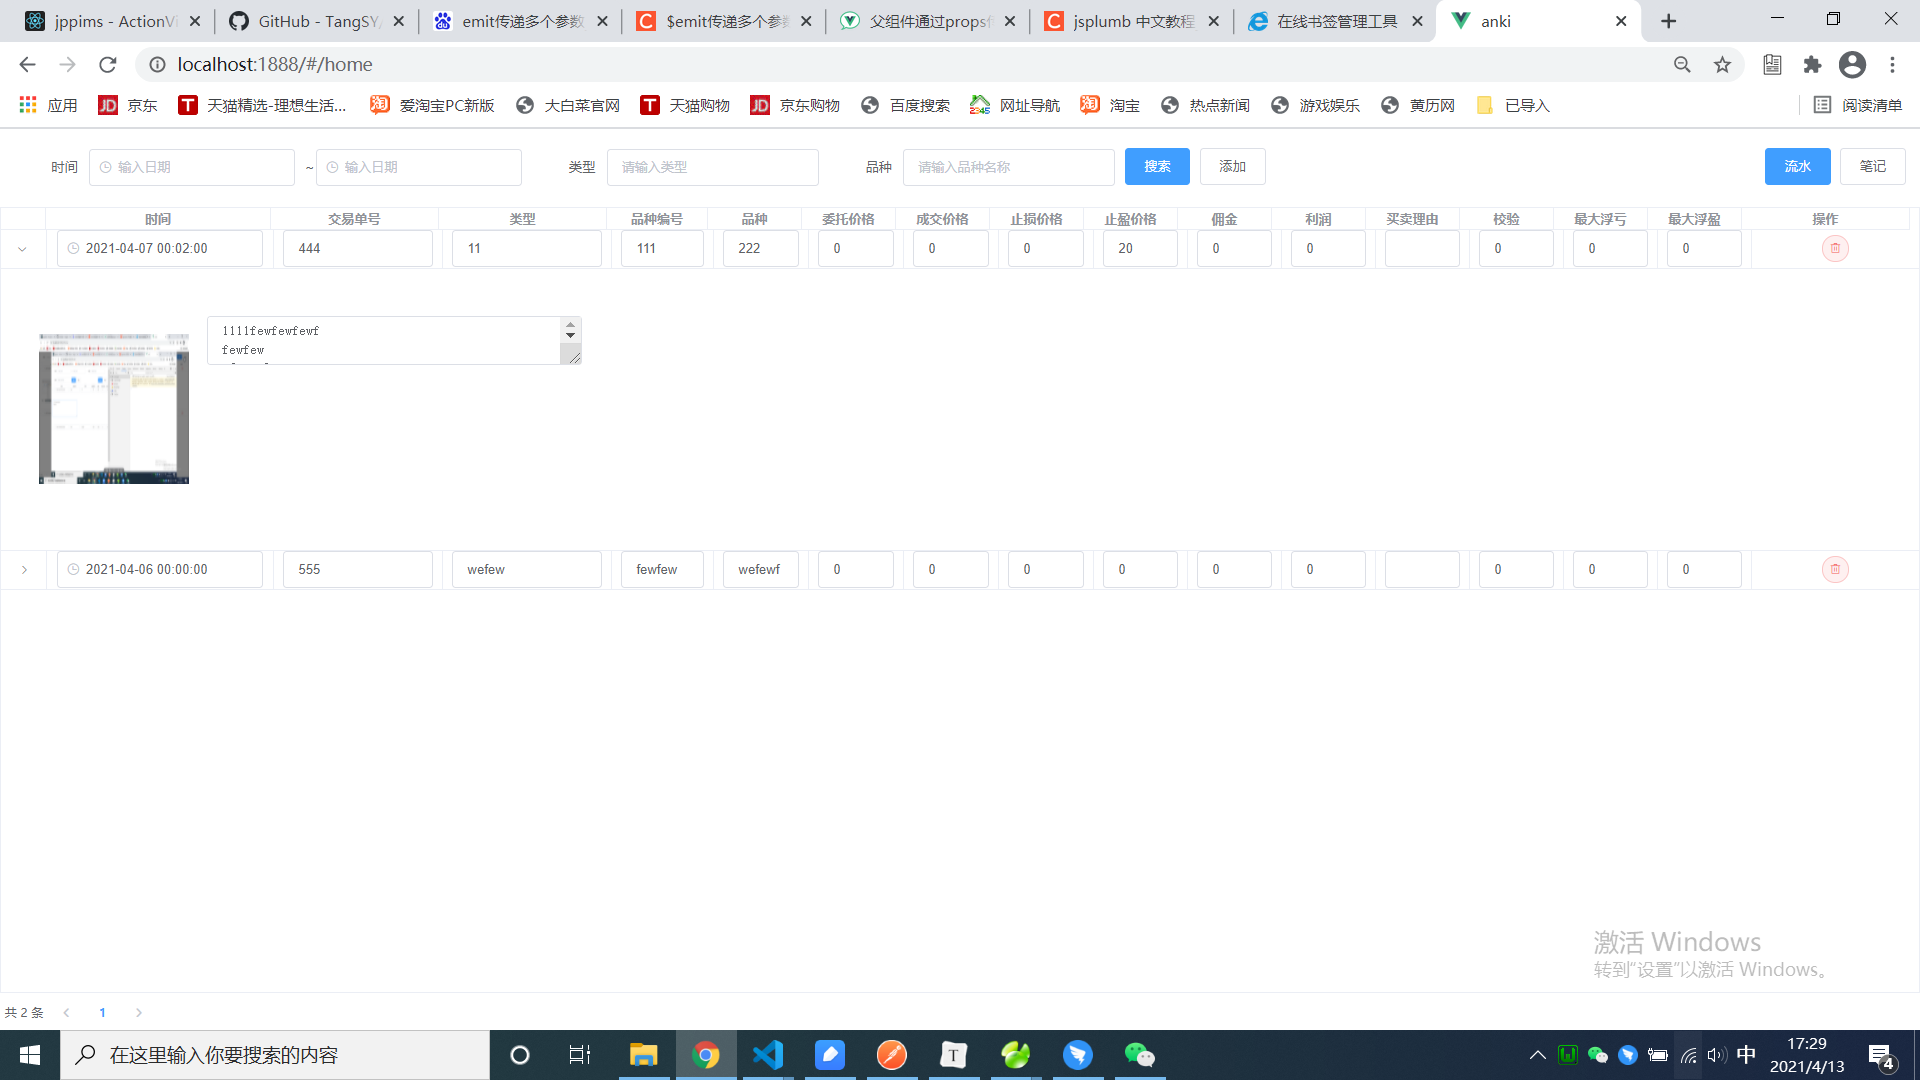 jppims - ActionVi
GitHub - TangSY/
emit传递多个参数
$emit传递多个参数
父组件通过props
jsplumb 中文教程
在线书签管理工具
anki
localhost:1888/#/home
应用
京东
天猫精选-理想生活...
爱淘宝PC新版
大白菜官网
天猫购物
京东购物
百度搜索
网址导航
淘宝
热点新闻
游戏娱乐
黄历网
已导入
阅读清单
时间 输入日期 ~ 输入日期 类型 请输入类型 品种 请输入品种名称 搜索 添加 流水 笔记
时间 交易单号 类型 品种编号 品种 委托价格 成交价格 止损价格 止盈价格 佣金 利润 买卖理由 校验 最大浮亏 最大浮盈 操作
2021-04-07 00:02:00 444 11 111 222 0 0 0 20 0 0 0 0 0
1111fewfewfewf
fewfew
2021-04-06 00:00:00 555 wefew fewfew wefewf 0 0 0 0 0 0 0 0 0
激活 Windows
转到“设置”以激活 Windows。
共 2 条 1
在这里输入你要搜索的内容
中
17:29
2021/4/13
4